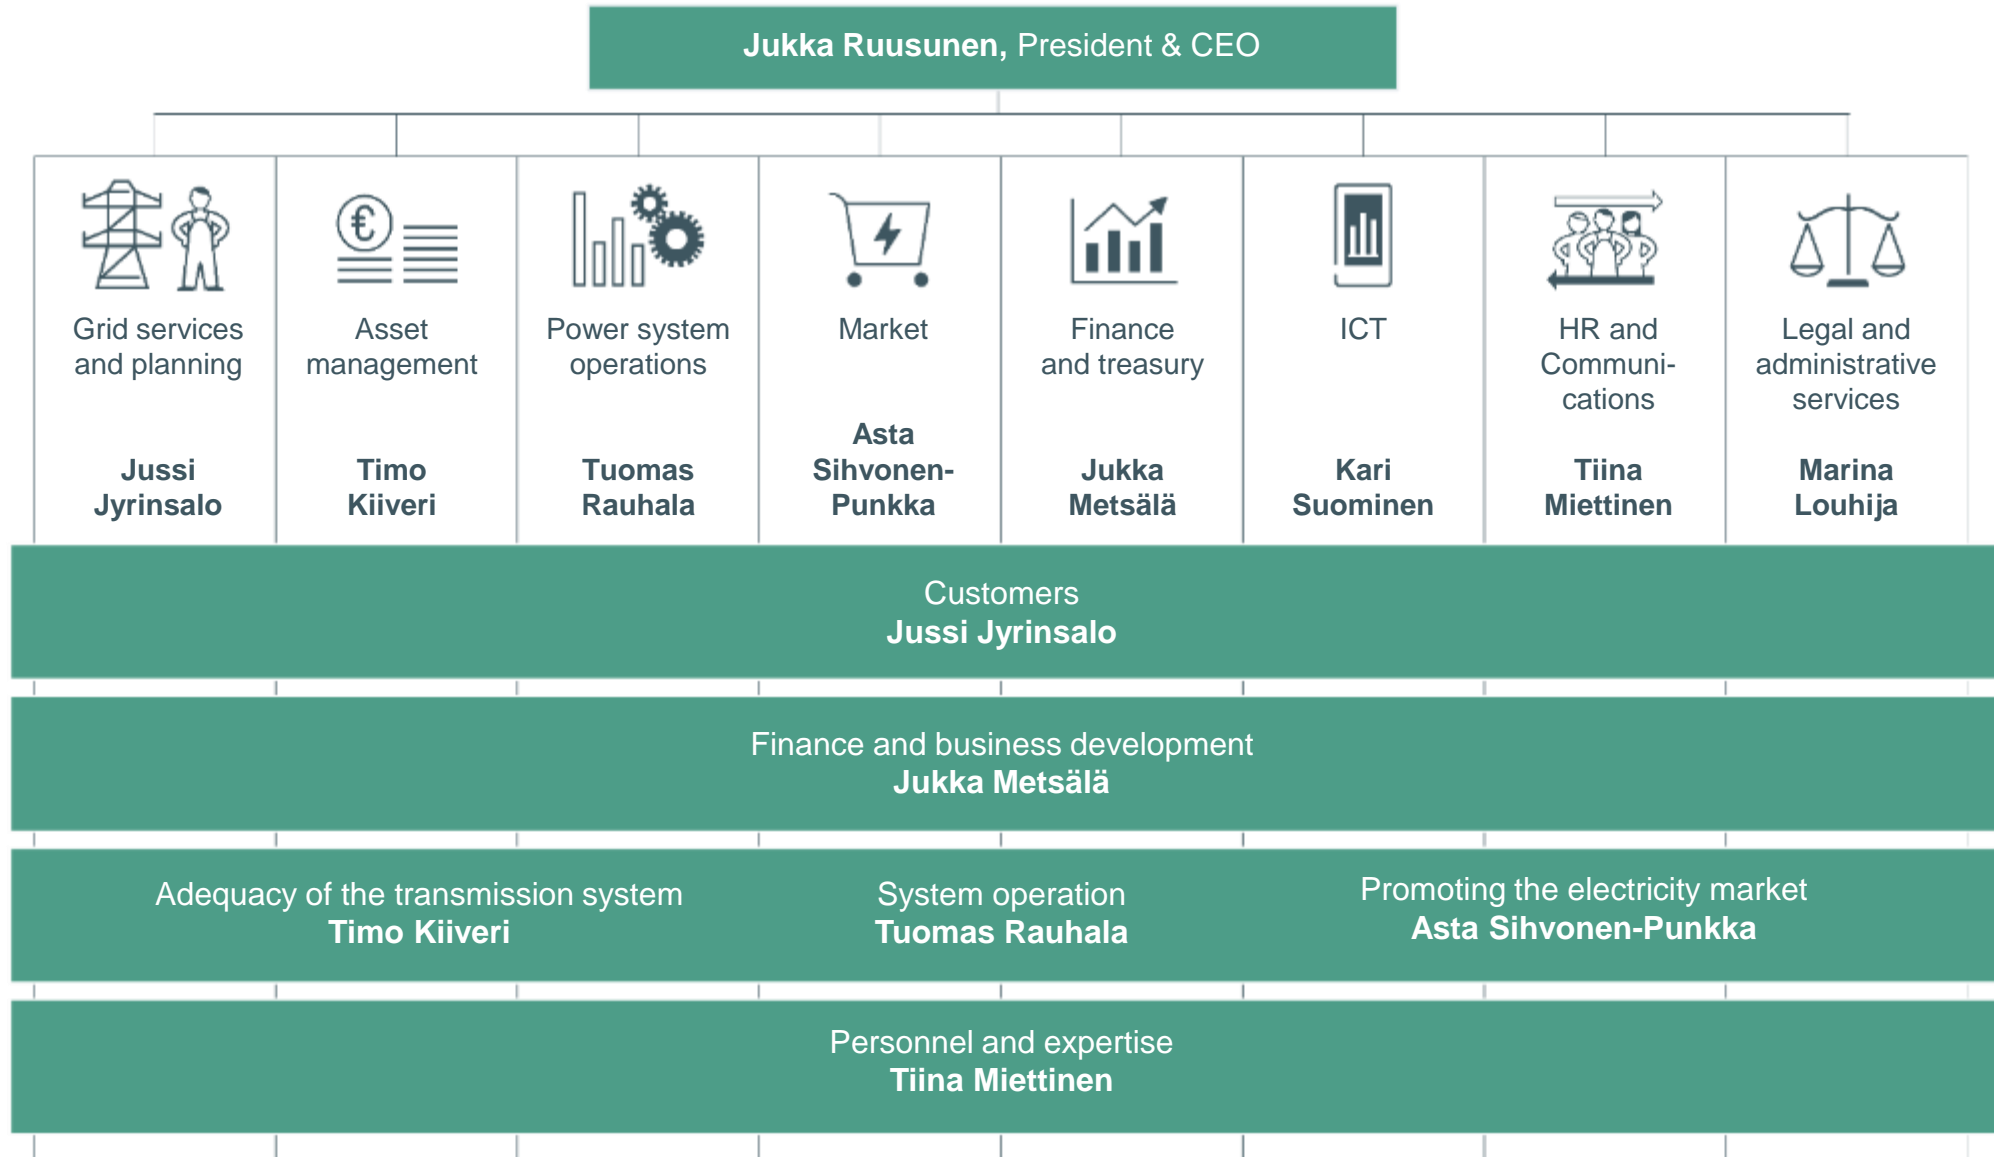 Jukka Ruusunen, President & CEO
Grid services
and planning
Jussi
Jyrinsalo
€
Asset
management
Timo
Kiiveri
Power system
operations
Tuomas
Rauhala
Market
Asta
Sihvonen-
Punkka
Finance
and treasury
Jukka
Metsälä
ICT
Kari
Suominen
HR and
Communi-
cations
Tiina
Miettinen
Legal and
administrative
services
Marina
Louhija
Customers
Jussi Jyrinsalo
Finance and business development
Jukka Metsälä
Adequacy of the transmission system
Timo Kiiveri
System operation
Tuomas Rauhala
Promoting the electricity market
Asta Sihvonen-Punkka
Personnel and expertise
Tiina Miettinen